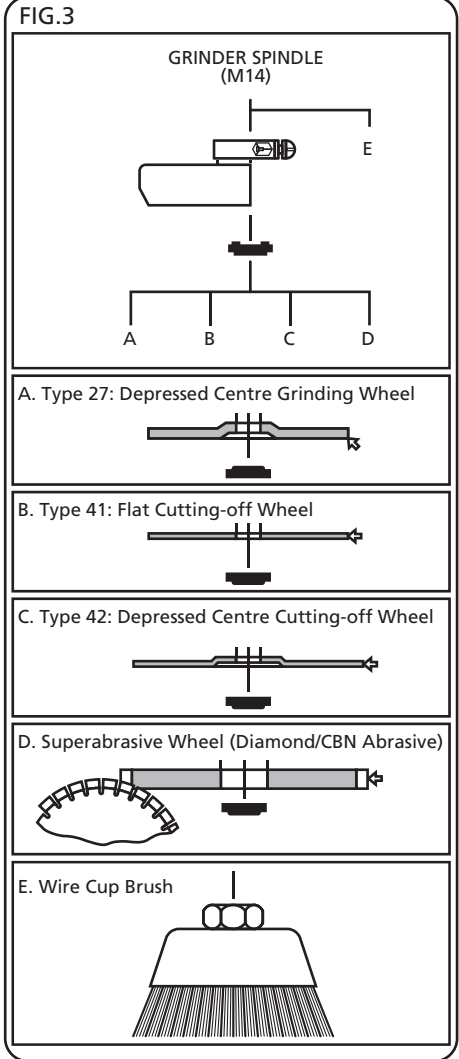 FIG.3
GRINDER SPINDLE
(M14)
E
A B C D
A. Type 27: Depressed Centre Grinding Wheel
B. Type 41: Flat Cutting-off Wheel
C. Type 42: Depressed Centre Cutting-off Wheel
D. Superabrasive Wheel (Diamond/CBN Abrasive)
E. Wire Cup Brush